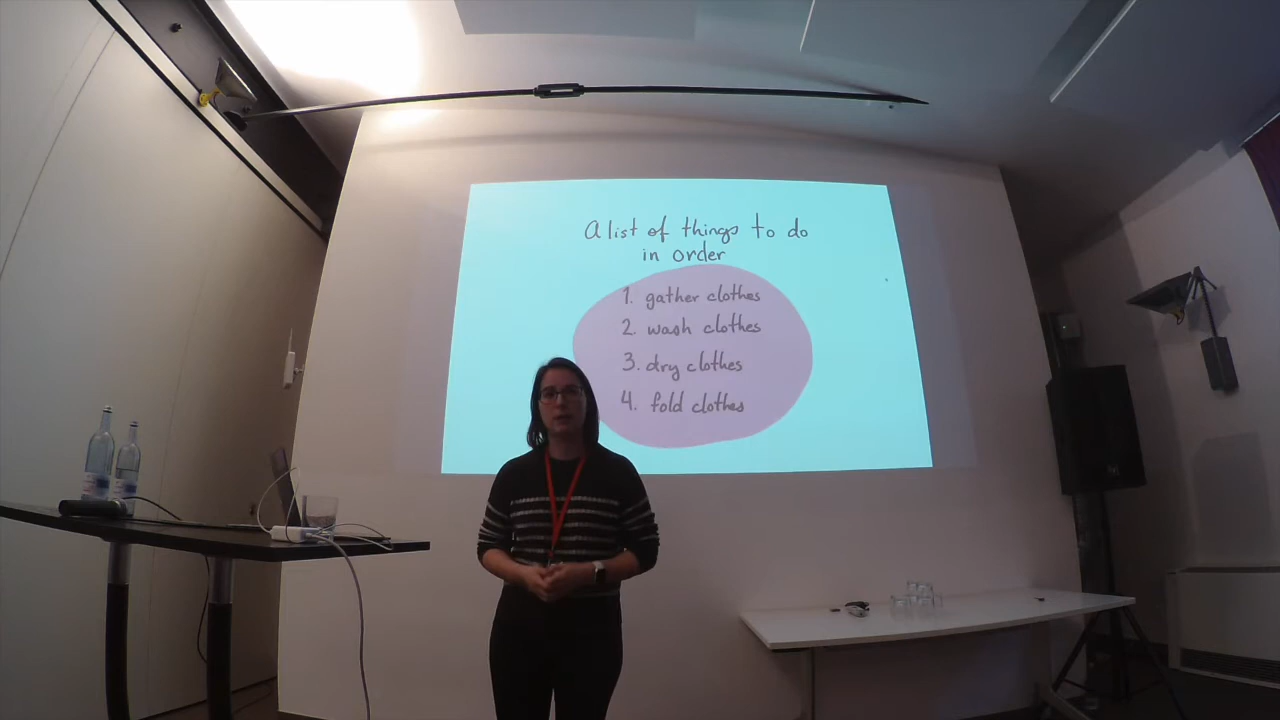 A list of things to do
in order
1. gather clothes
2. wash clothes
3. dry clothes
4. fold clothes